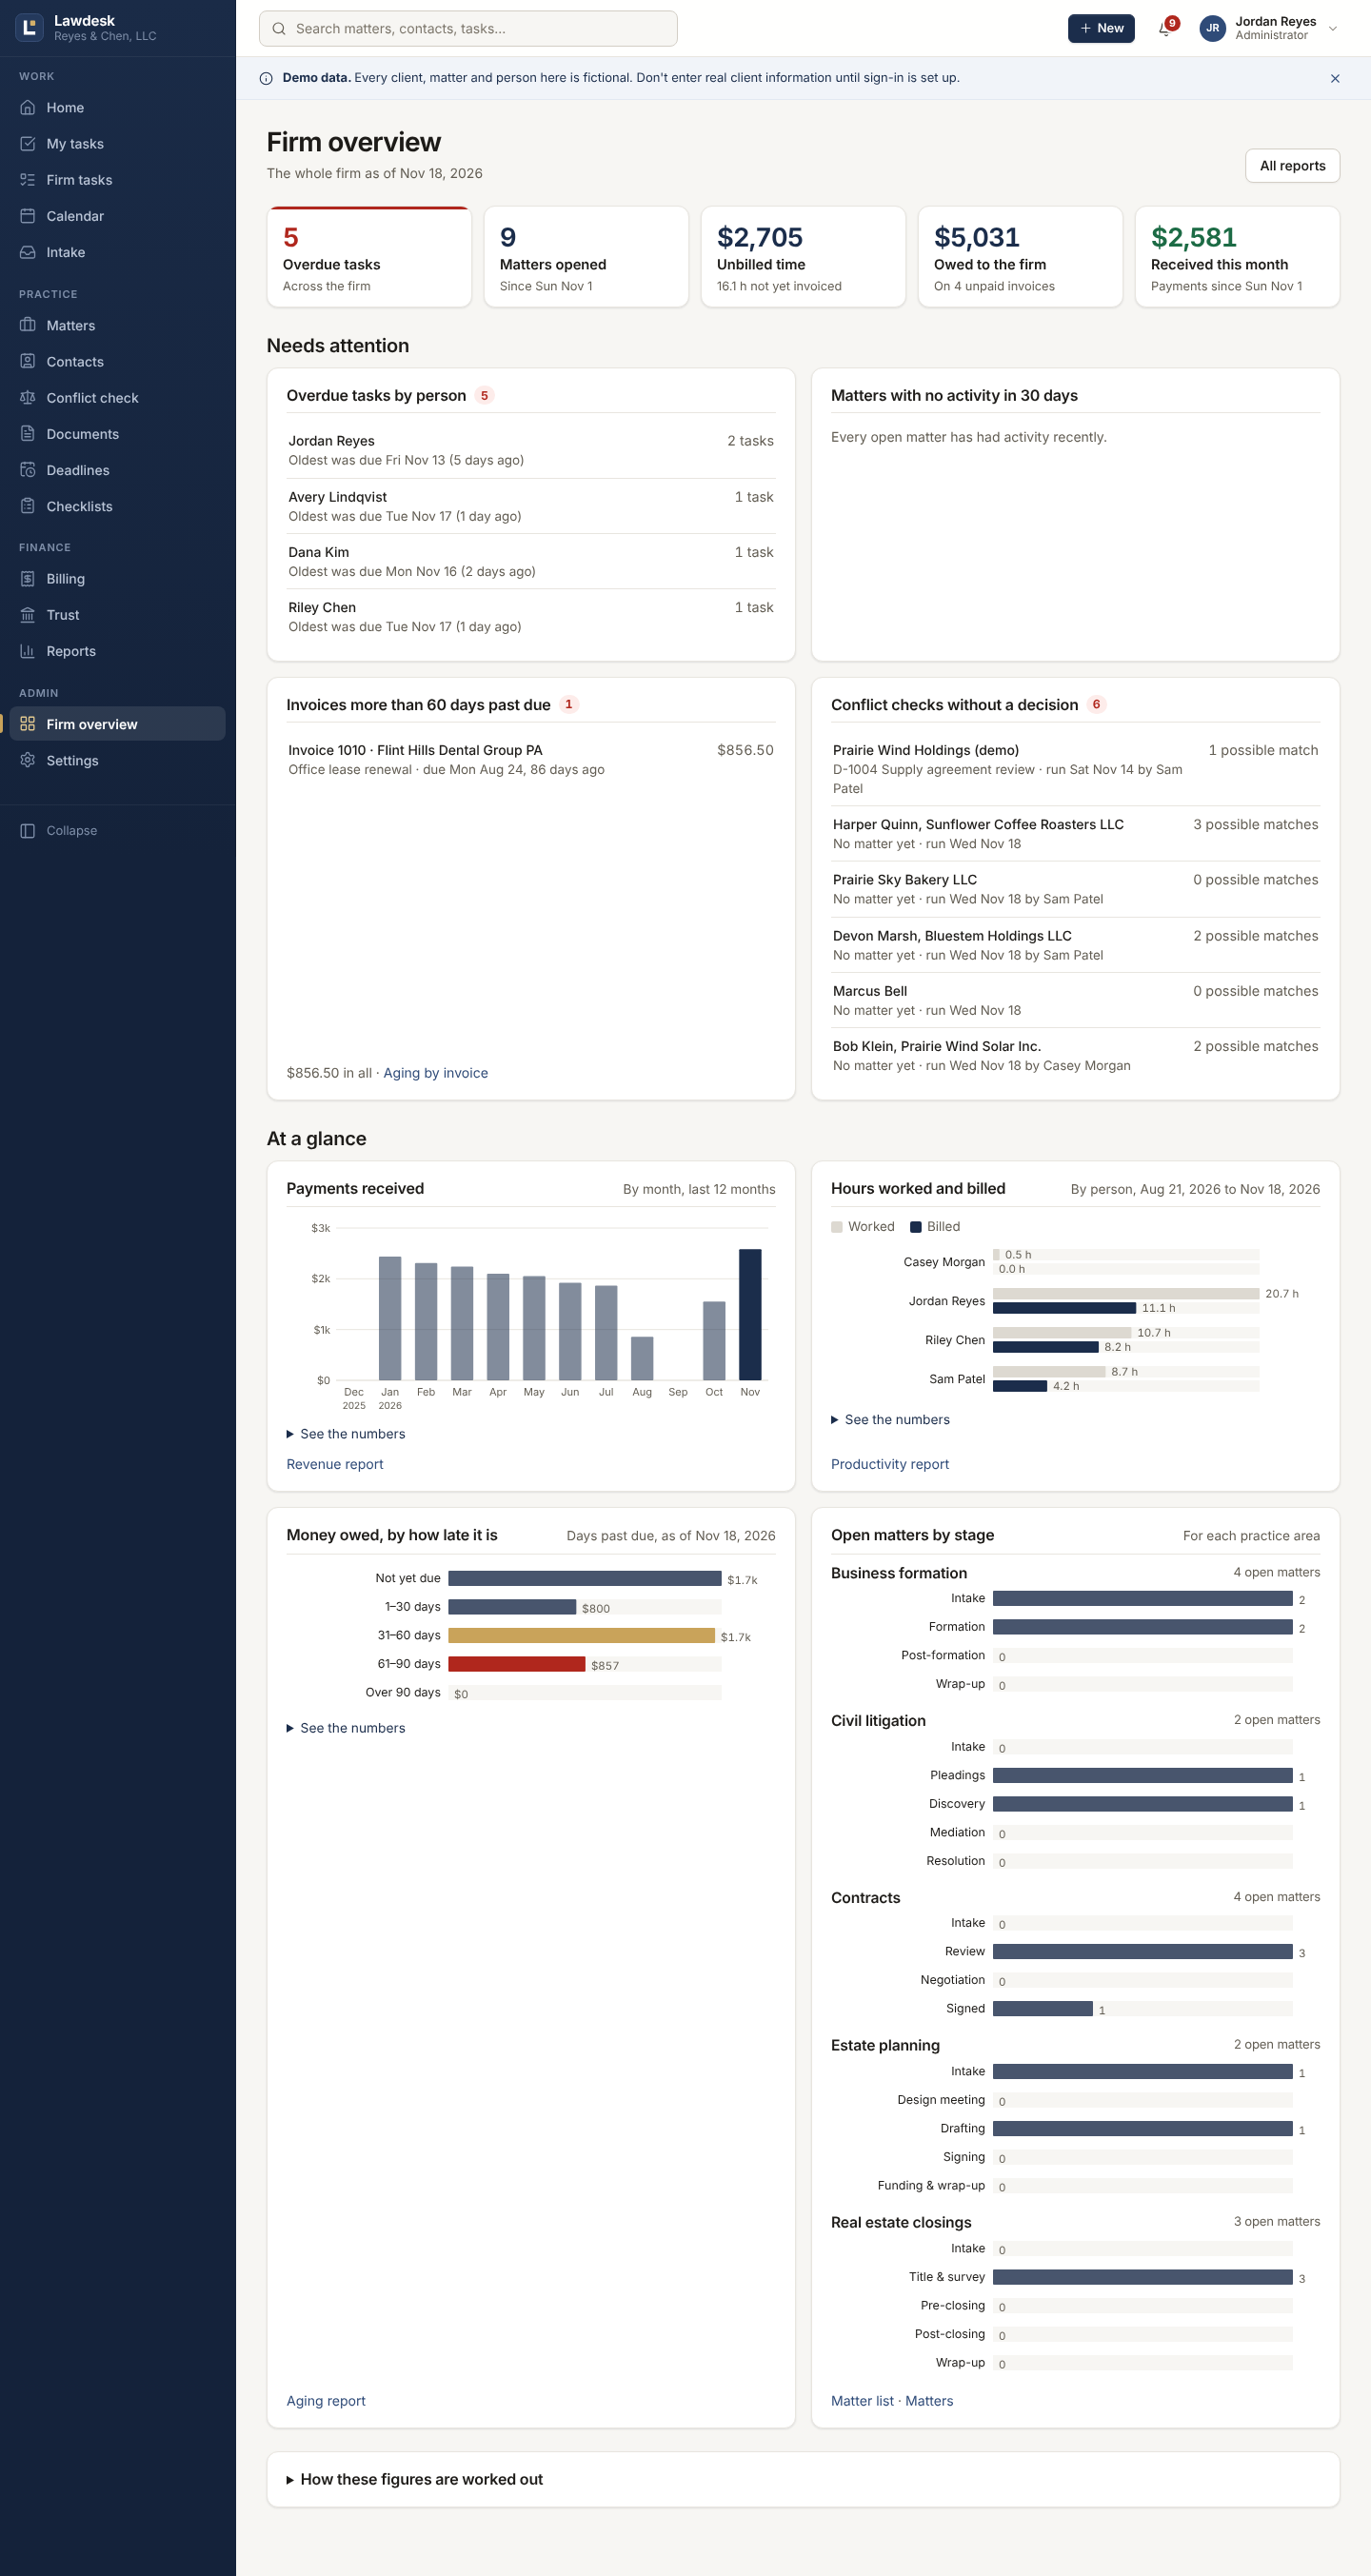 Lawdesk
Reyes & Chen, LLC
WORK
Home
My tasks
Firm tasks
Calendar
Intake
PRACTICE
Matters
Contacts
Conflict check
Documents
Deadlines
Checklists
FINANCE
Billing
Trust
Reports
ADMIN
Firm overview
Settings
Collapse
Search matters, contacts, tasks...
New
9
JR
Jordan Reyes
Administrator
Demo data. Every client, matter and person here is fictional. Don't enter real client information until sign-in is set up.
Firm overview
The whole firm as of Nov 18, 2026
All reports
5
Overdue tasks
Across the firm
9
Matters opened
Since Sun Nov 1
$2,705
Unbilled time
16.1 h not yet invoiced
$5,031
Owed to the firm
On 4 unpaid invoices
$2,581
Received this month
Payments since Sun Nov 1
Needs attention
Overdue tasks by person 5
Jordan Reyes 2 tasks
Oldest was due Fri Nov 13 (5 days ago)
Avery Lindqvist 1 task
Oldest was due Tue Nov 17 (1 day ago)
Dana Kim 1 task
Oldest was due Mon Nov 16 (2 days ago)
Riley Chen 1 task
Oldest was due Tue Nov 17 (1 day ago)
Matters with no activity in 30 days
Every open matter has had activity recently.
Invoices more than 60 days past due 1
Invoice 1010 · Flint Hills Dental Group PA $856.50
Office lease renewal · due Mon Aug 24, 86 days ago
$856.50 in all · Aging by invoice
Conflict checks without a decision 6
Prairie Wind Holdings (demo) 1 possible match
D-1004 Supply agreement review · run Sat Nov 14 by Sam
Patel
Harper Quinn, Sunflower Coffee Roasters LLC 3 possible matches
No matter yet · run Wed Nov 18
Prairie Sky Bakery LLC 0 possible matches
No matter yet · run Wed Nov 18 by Sam Patel
Devon Marsh, Bluestem Holdings LLC 2 possible matches
No matter yet · run Wed Nov 18 by Sam Patel
Marcus Bell 0 possible matches
No matter yet · run Wed Nov 18
Bob Klein, Prairie Wind Solar Inc. 2 possible matches
No matter yet · run Wed Nov 18 by Casey Morgan
At a glance
Payments received By month, last 12 months
$3k
$2k
$1k
$0
Dec Jan Feb Mar Apr May Jun Jul Aug Sep Oct Nov
2025 2026
See the numbers
Revenue report
Hours worked and billed By person, Aug 21, 2026 to Nov 18, 2026
Worked Billed
Casey Morgan 0.5 h
0.0 h
Jordan Reyes 20.7 h
11.1 h
Riley Chen 10.7 h
8.2 h
Sam Patel 8.7 h
4.2 h
See the numbers
Productivity report
Money owed, by how late it is Days past due, as of Nov 18, 2026
Not yet due $1.7k
1–30 days $800
31–60 days $1.7k
61–90 days $857
Over 90 days $0
See the numbers
Aging report
Open matters by stage For each practice area
Business formation 4 open matters
Intake 2
Formation 2
Post-formation 0
Wrap-up 0
Civil litigation 2 open matters
Intake 0
Pleadings 1
Discovery 1
Mediation 0
Resolution 0
Contracts 4 open matters
Intake 0
Review 3
Negotiation 0
Signed 1
Estate planning 2 open matters
Intake 1
Design meeting 0
Drafting 1
Signing 0
Funding & wrap-up 0
Real estate closings 3 open matters
Intake 0
Title & survey 3
Pre-closing 0
Post-closing 0
Wrap-up 0
Matter list · Matters
How these figures are worked out